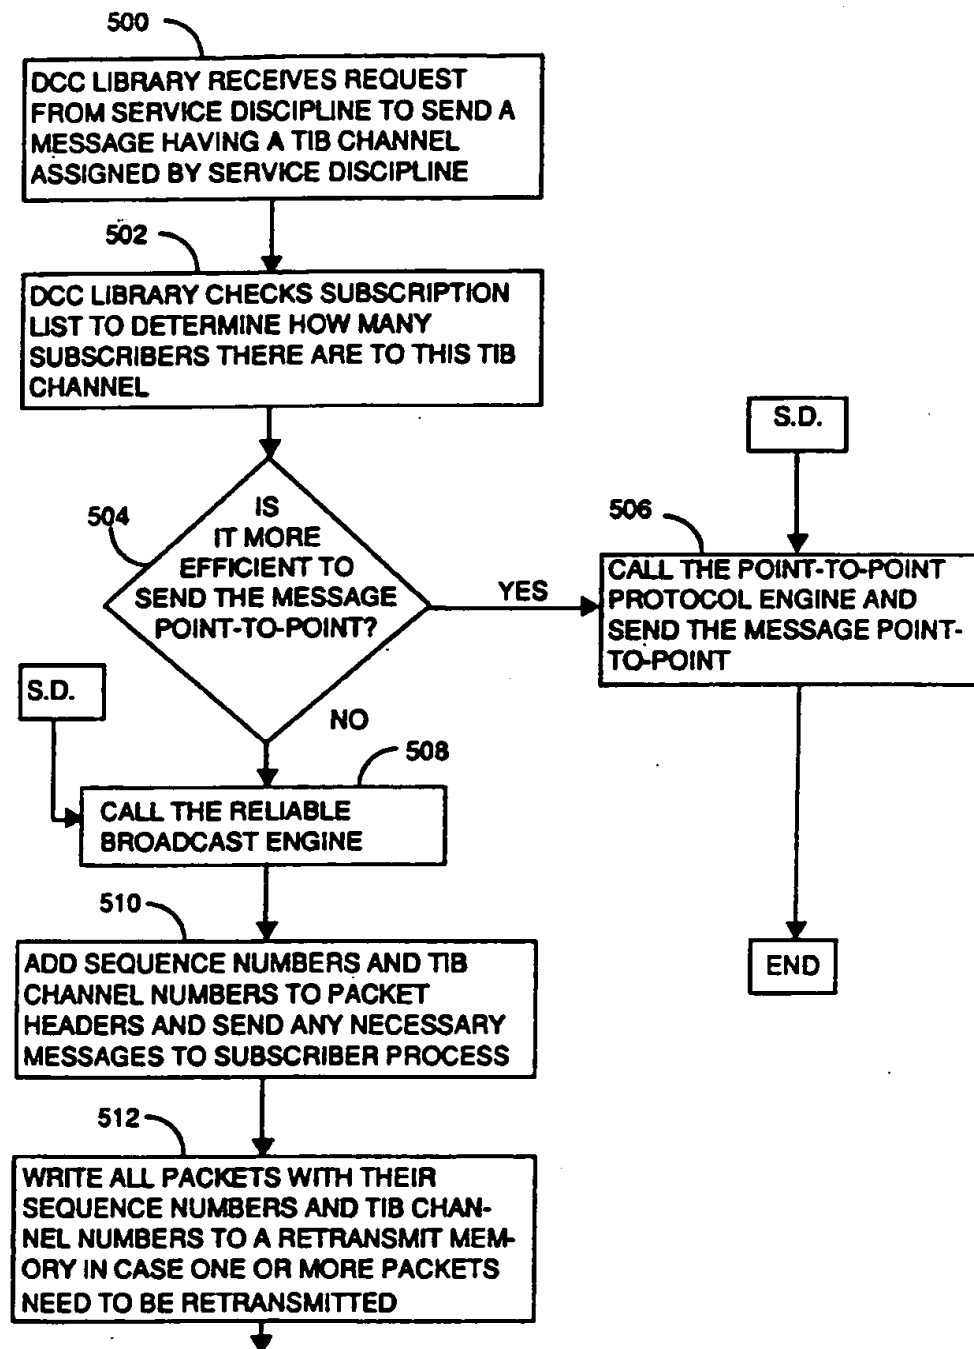 500
DCC LIBRARY RECEIVES REQUEST
FROM SERVICE DISCIPLINE TO SEND A
MESSAGE HAVING A TIB CHANNEL
ASSIGNED BY SERVICE DISCIPLINE
502
DCC LIBRARY CHECKS SUBSCRIPTION
LIST TO DETERMINE HOW MANY
SUBSCRIBERS THERE ARE TO THIS TIB
CHANNEL
504
IS
IT MORE
EFFICIENT TO
SEND THE MESSAGE
POINT-TO-POINT?
YES
S.D.
506
CALL THE POINT-TO-POINT
PROTOCOL ENGINE AND
SEND THE MESSAGE POINT-
TO-POINT
END
NO
S.D.
508
CALL THE RELIABLE
BROADCAST ENGINE
510
ADD SEQUENCE NUMBERS AND TIB
CHANNEL NUMBERS TO PACKET
HEADERS AND SEND ANY NECESSARY
MESSAGES TO SUBSCRIBER PROCESS
512
WRITE ALL PACKETS WITH THEIR
SEQUENCE NUMBERS AND TIB CHAN-
NEL NUMBERS TO A RETRANSMIT MEM-
ORY IN CASE ONE OR MORE PACKETS
NEED TO BE RETRANSMITTED